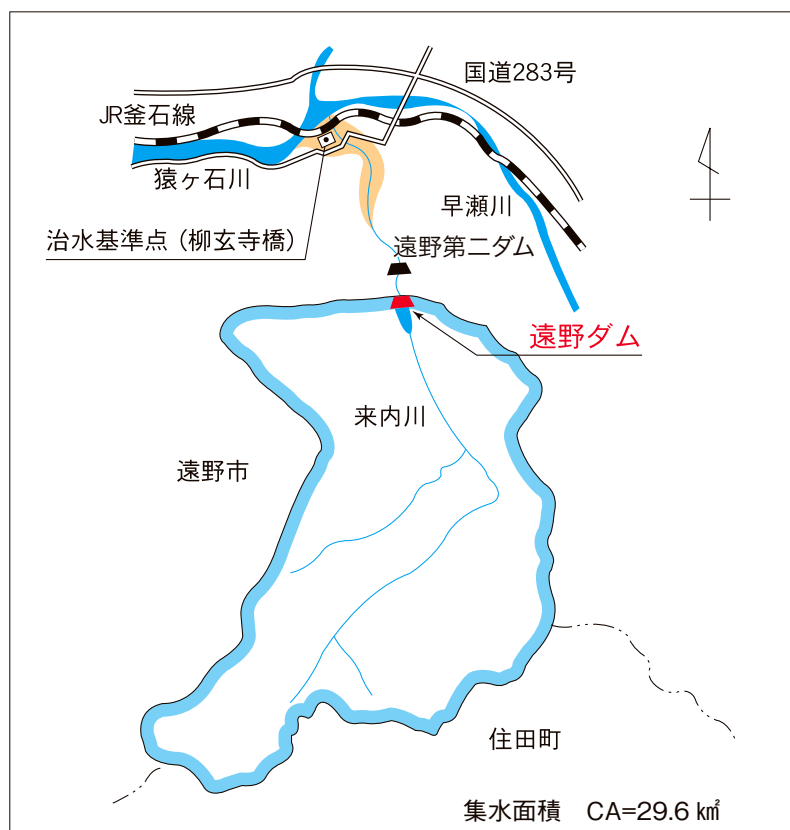 国道283号
JR釜石線
猿ヶ石川
早瀬川
治水基準点（柳玄寺橋）
遠野第二ダム
遠野ダム
来内川
遠野市
住田町
集水面積　CA=29.6㎢